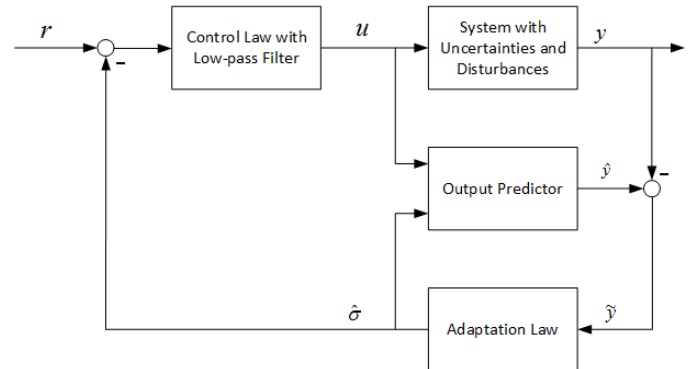 r
-
Control Law with
Low-pass Filter
u
System with
Uncertainties and
Disturbances
y
Output Predictor
ŷ
-
σ̂
Adaptation Law
ỹ